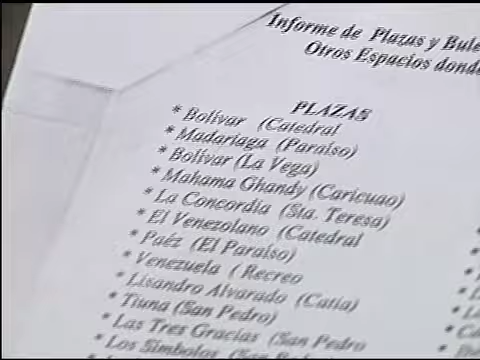 Informe de Plazas y Bule
Otros Espacios donde
PLAZAS
* Bolívar (Catedral
* Madariaga (Paraíso)
* Bolívar (La Vega)
* Mahama Ghandy (Caricuao)
* La Concordia (Sta. Teresa)
* El Venezolano (Catedral
* Paéz (El Paraíso)
* Venezuela ( Recreo
* Lisandro Alvarado (Catia)
* Tiuna (San Pedro)
* Las Tres Gracias (San Pedro
* Los Símbolos (San